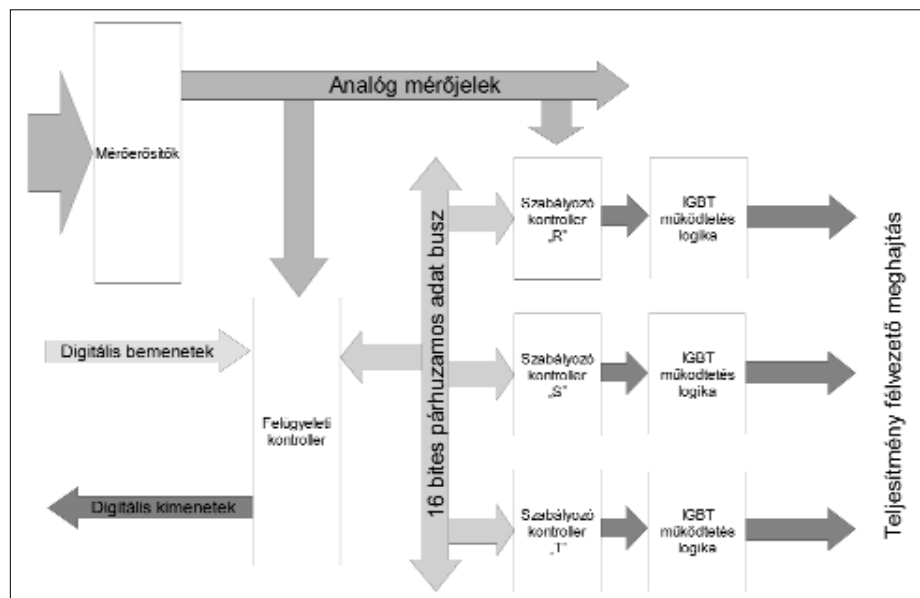 Analóg mérőjelek
Mérőerősítők
Szabályozó
kontroller
„R”
IGBT
működtetés
logika
Digitális bemenetek
Felügyeleti
kontroller
Digitális kimenetek
16 bites párhuzamos adat busz
Szabályozó
kontroller
„S”
IGBT
működtetés
logika
Szabályozó
kontroller
„T”
IGBT
működtetés
logika
Teljesítmény félvezető meghajtás